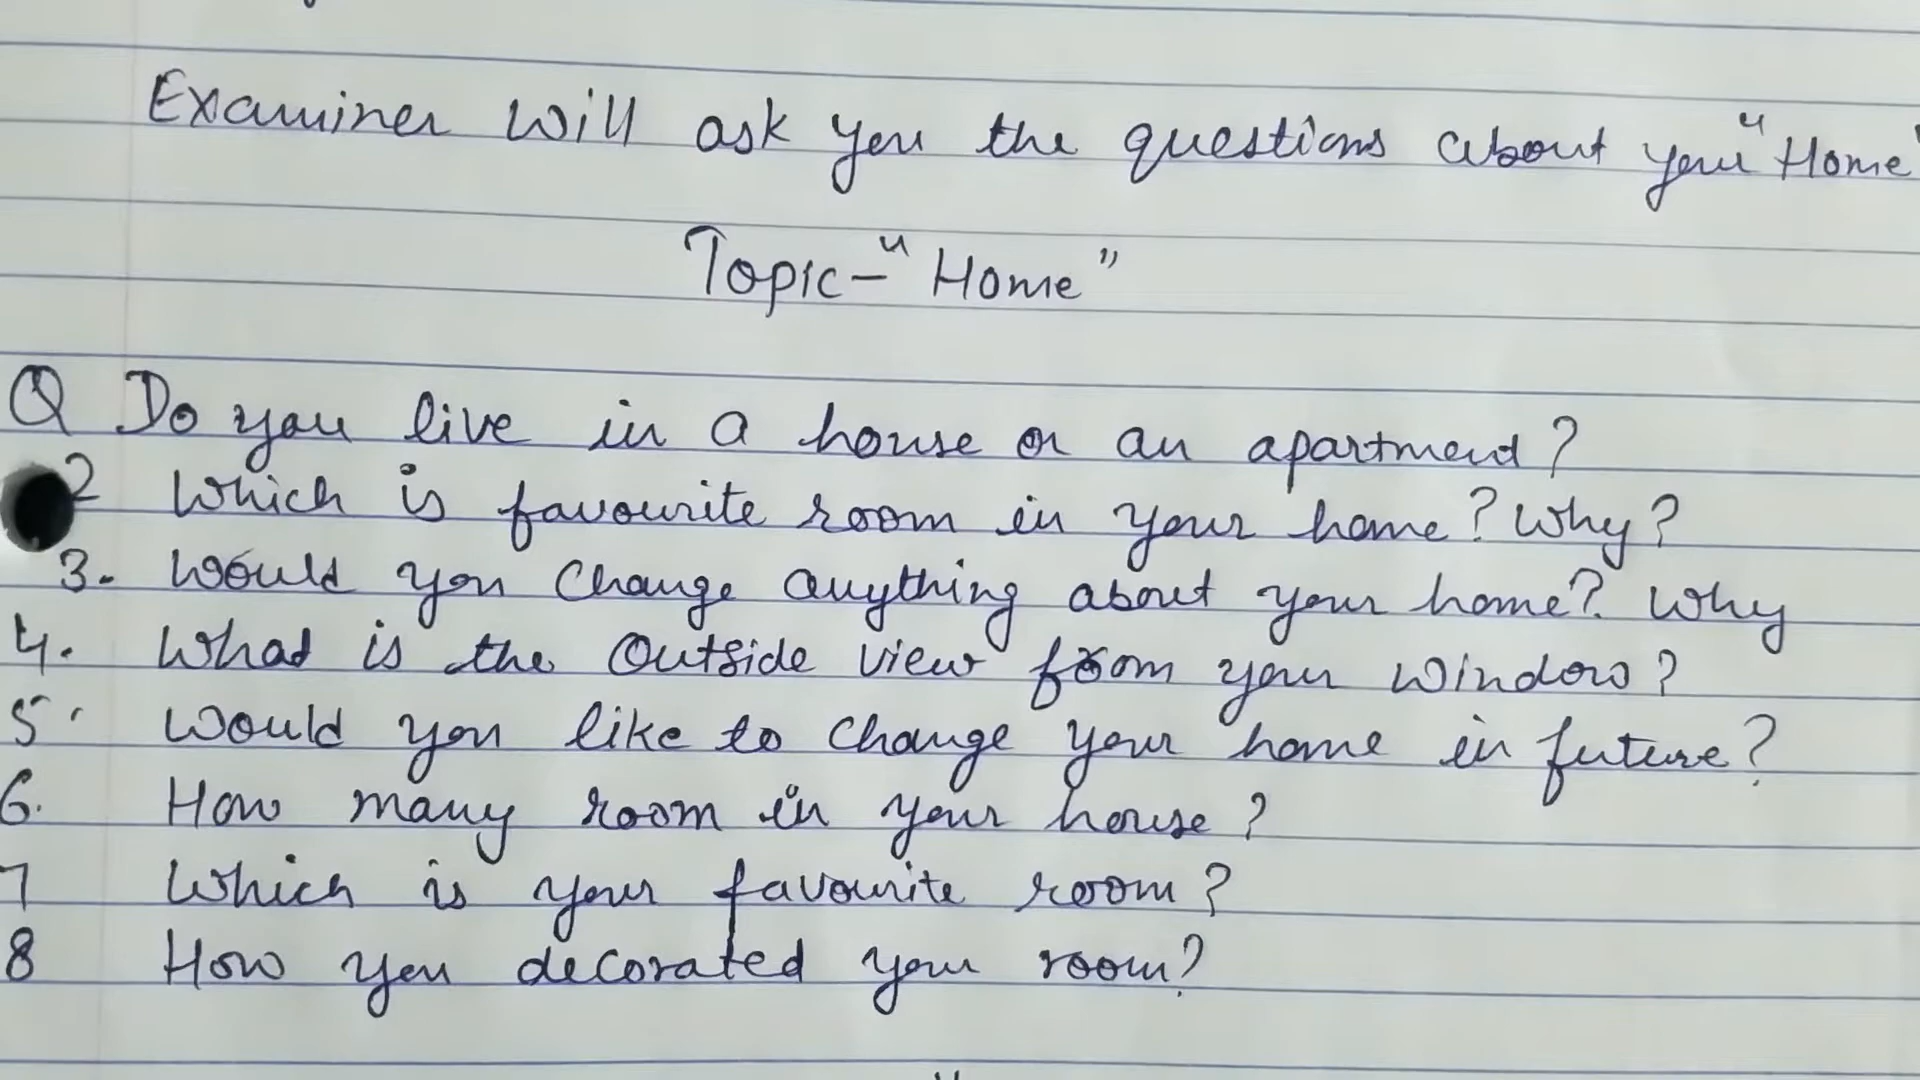 Examiner will ask you the questions about your "Home"
Topic-"Home"
Q Do you live in a house or an apartment?
2 Which is favourite room in your home? Why?
3. Would you change anything about your home? Why
4. What is the outside view from your window?
5. Would you like to change your home in future?
6. How many room in your house?
7 Which is your favourite room?
8 How you decorated your room?